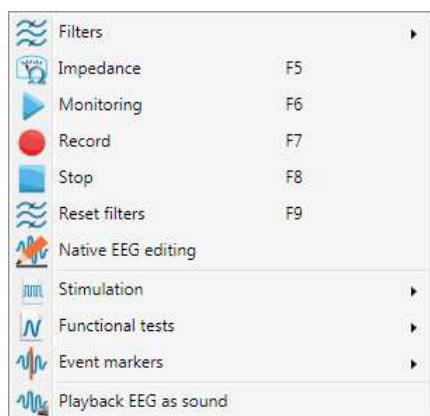 Filters
Impedance F5
Monitoring F6
Record F7
Stop F8
Reset filters F9
Native EEG editing
Stimulation
Functional tests
Event markers
Playback EEG as sound